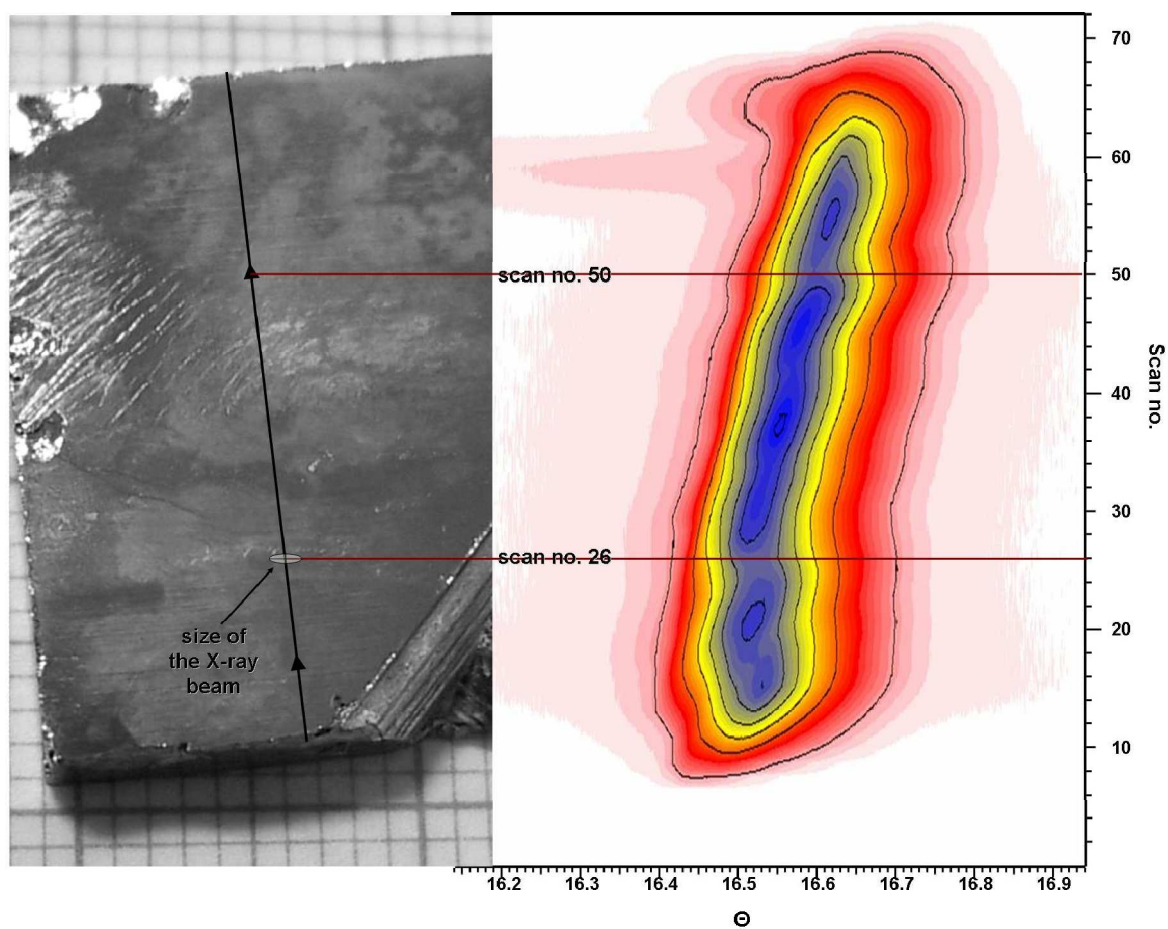 scan no. 50
scan no. 26
size of
the X-ray
beam
70
60
50
40
30
20
10
Scan no.
16.2 16.3 16.4 16.5 16.6 16.7 16.8 16.9
Θ